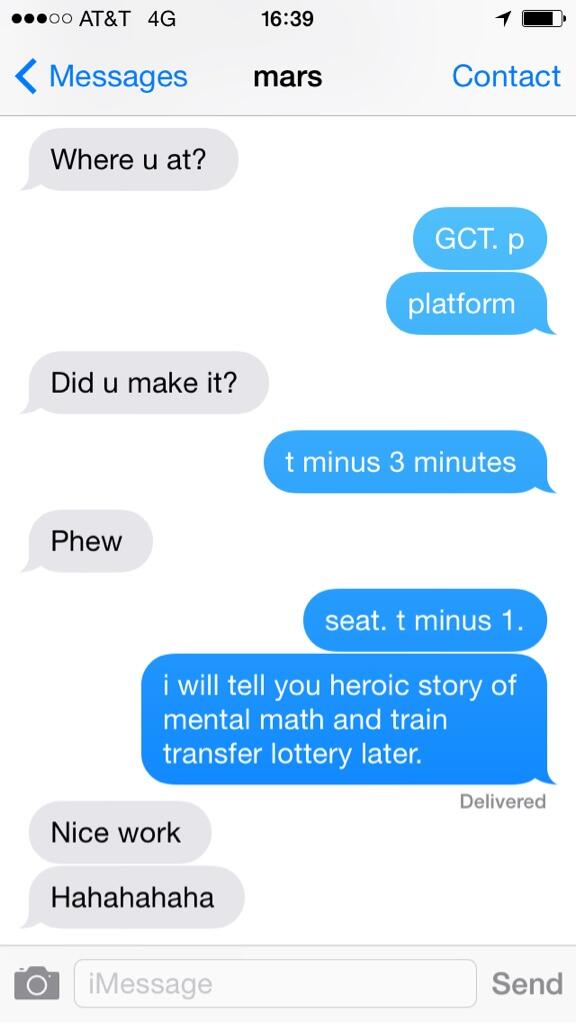 AT&T 4G 16:39
Messages mars Contact
Where u at?
GCT. p
platform
Did u make it?
t minus 3 minutes
Phew
seat. t minus 1.
i will tell you heroic story of
mental math and train
transfer lottery later.
Delivered
Nice work
Hahahahaha
iMessage Send